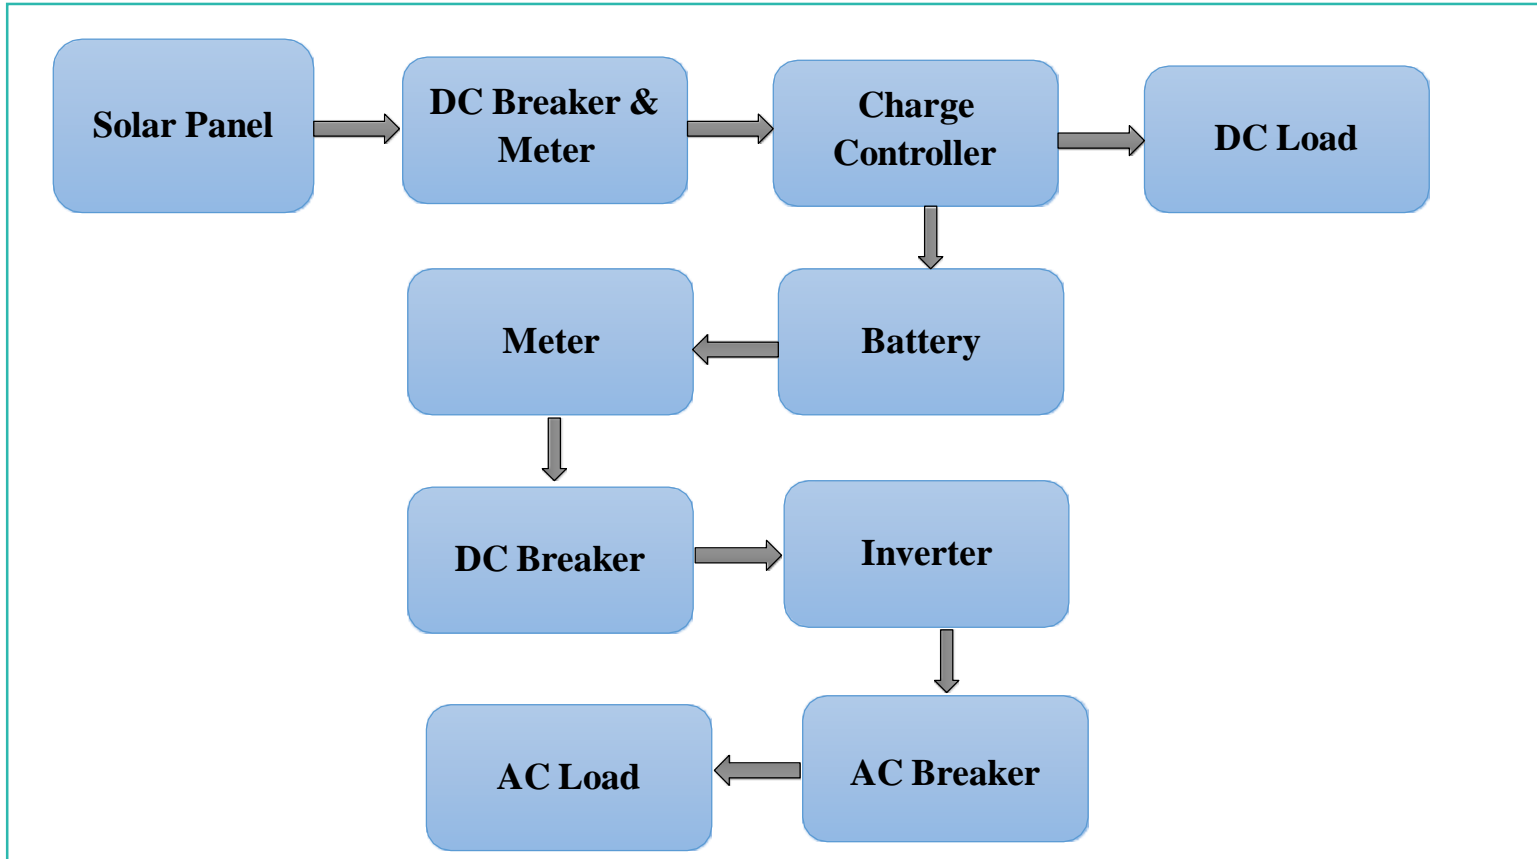 Solar Panel
DC Breaker &
Meter
Charge
Controller
DC Load
Meter
Battery
DC Breaker
Inverter
AC Load
AC Breaker